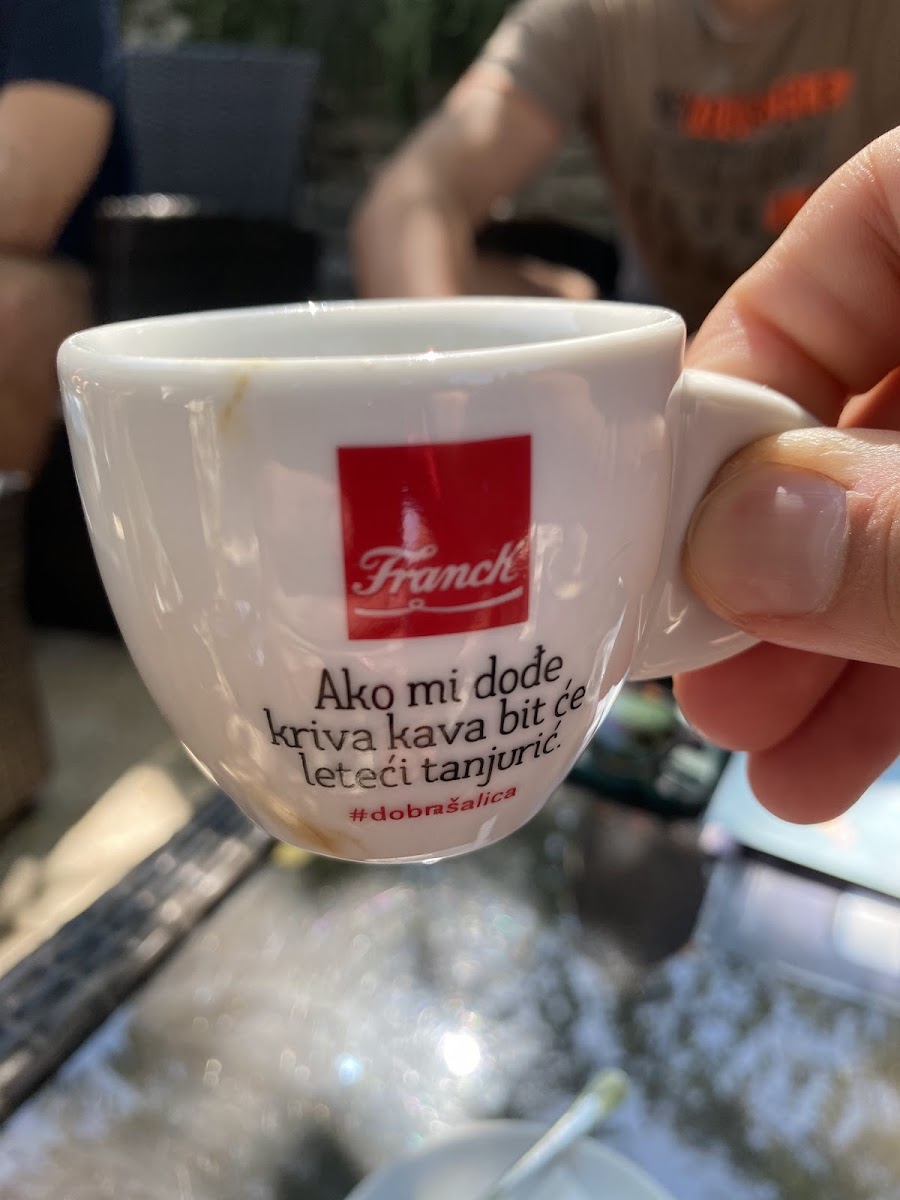 Franck
Ako mi dođe
kriva kava bit će
leteći tanjurić.
#dobrašalica